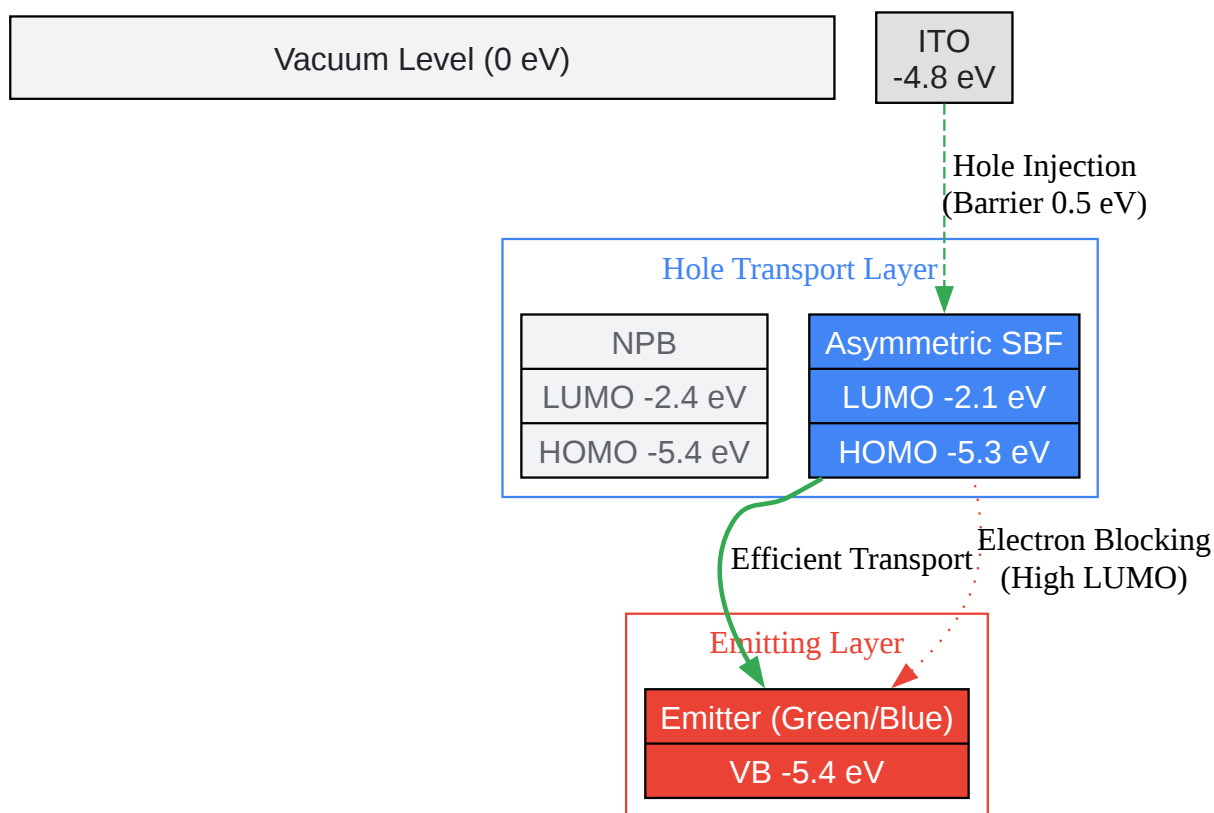 Vacuum Level (0 eV)
ITO
-4.8 eV
Hole Injection
(Barrier 0.5 eV)
Hole Transport Layer
NPB
LUMO -2.4 eV
HOMO -5.4 eV
Asymmetric SBF
LUMO -2.1 eV
HOMO -5.3 eV
Efficient Transport
Electron Blocking
(High LUMO)
Emitting Layer
Emitter (Green/Blue)
VB -5.4 eV